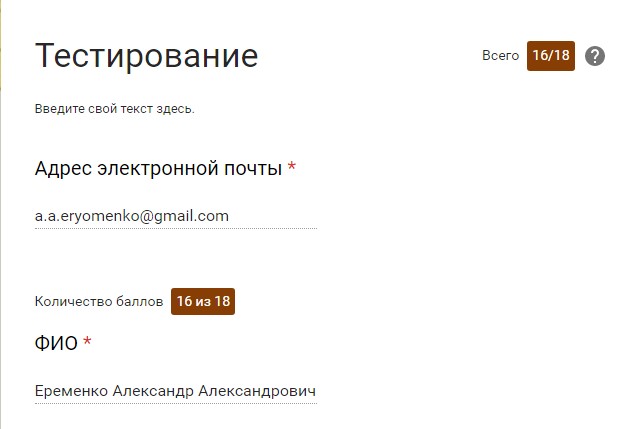 Тестирование
Всего 16/18 ?
Введите свой текст здесь.
Адрес электронной почты *
a.a.eryomenko@gmail.com
Количество баллов 16 из 18
ФИО *
Еременко Александр Александрович